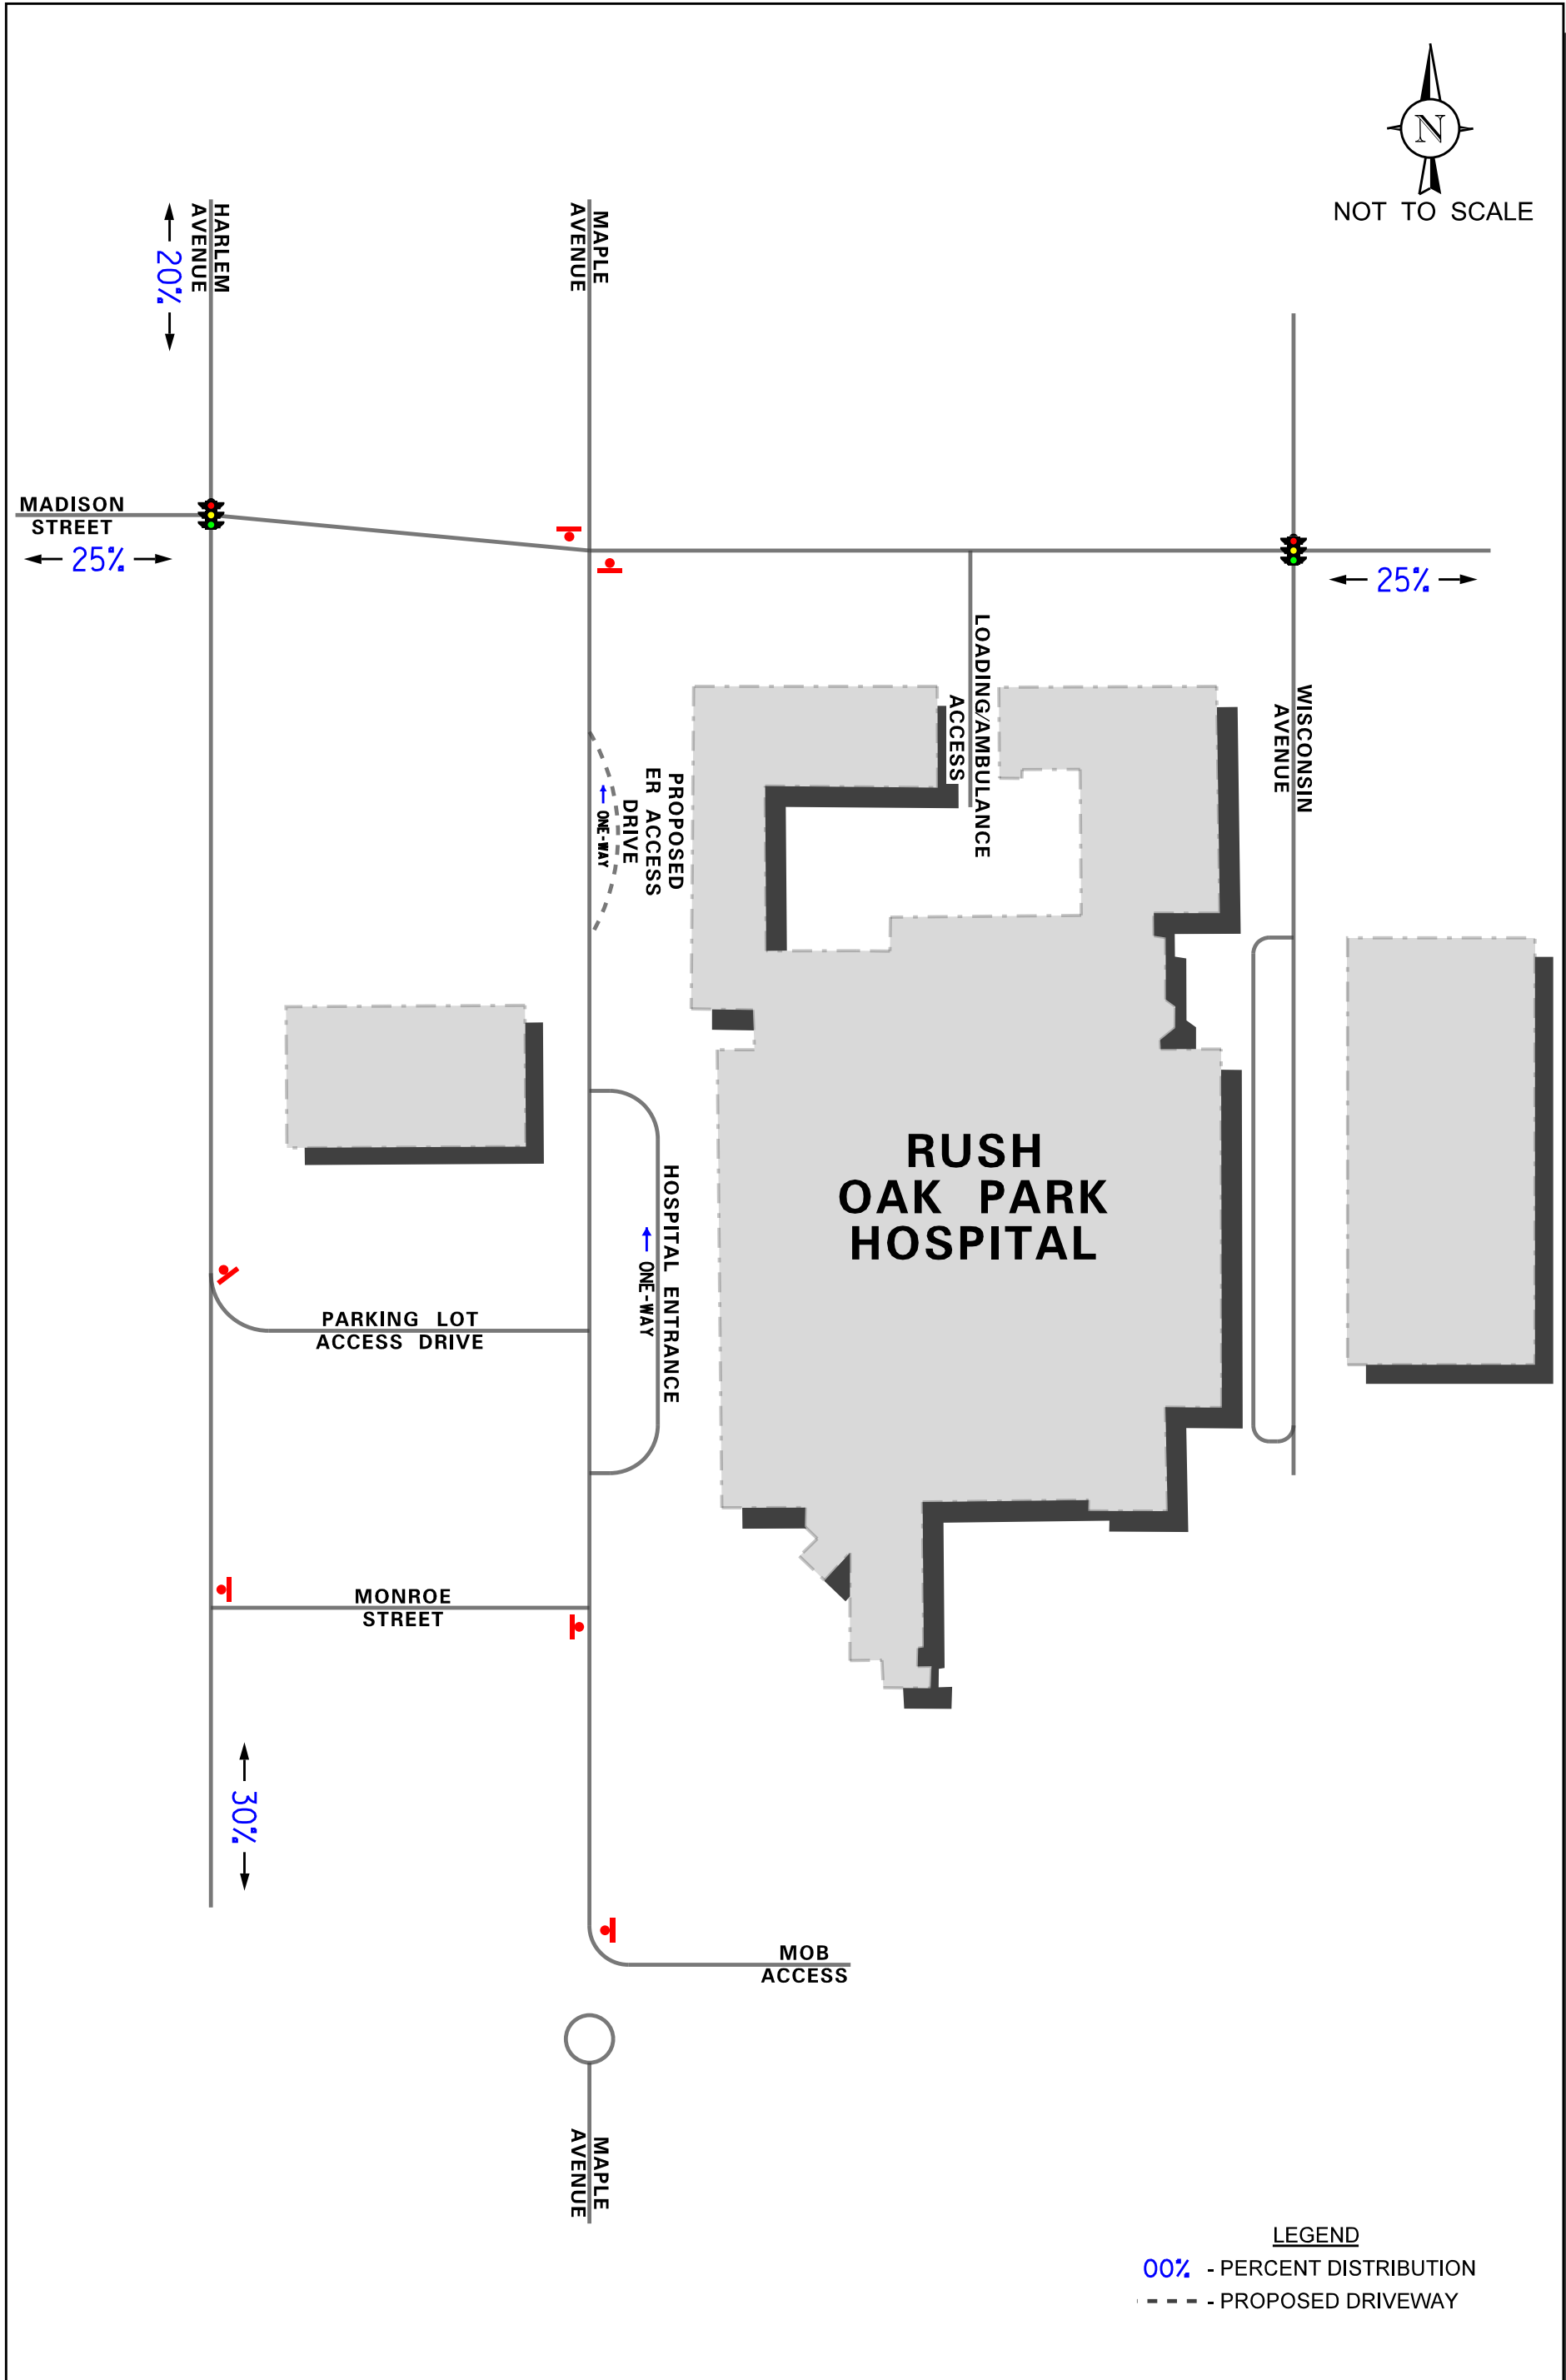 N
NOT TO SCALE
HARLEM
AVENUE
20%
MAPLE
AVENUE
MADISON
STREET
25%
25%
LOADING/AMBULANCE
ACCESS
WISCONSIN
AVENUE
PROPOSED
ER ACCESS
DRIVE
ONE-WAY
RUSH
OAK PARK
HOSPITAL
HOSPITAL ENTRANCE
ONE-WAY
PARKING LOT
ACCESS DRIVE
MONROE
STREET
30%
MOB
ACCESS
MAPLE
AVENUE
LEGEND
00% - PERCENT DISTRIBUTION
- PROPOSED DRIVEWAY